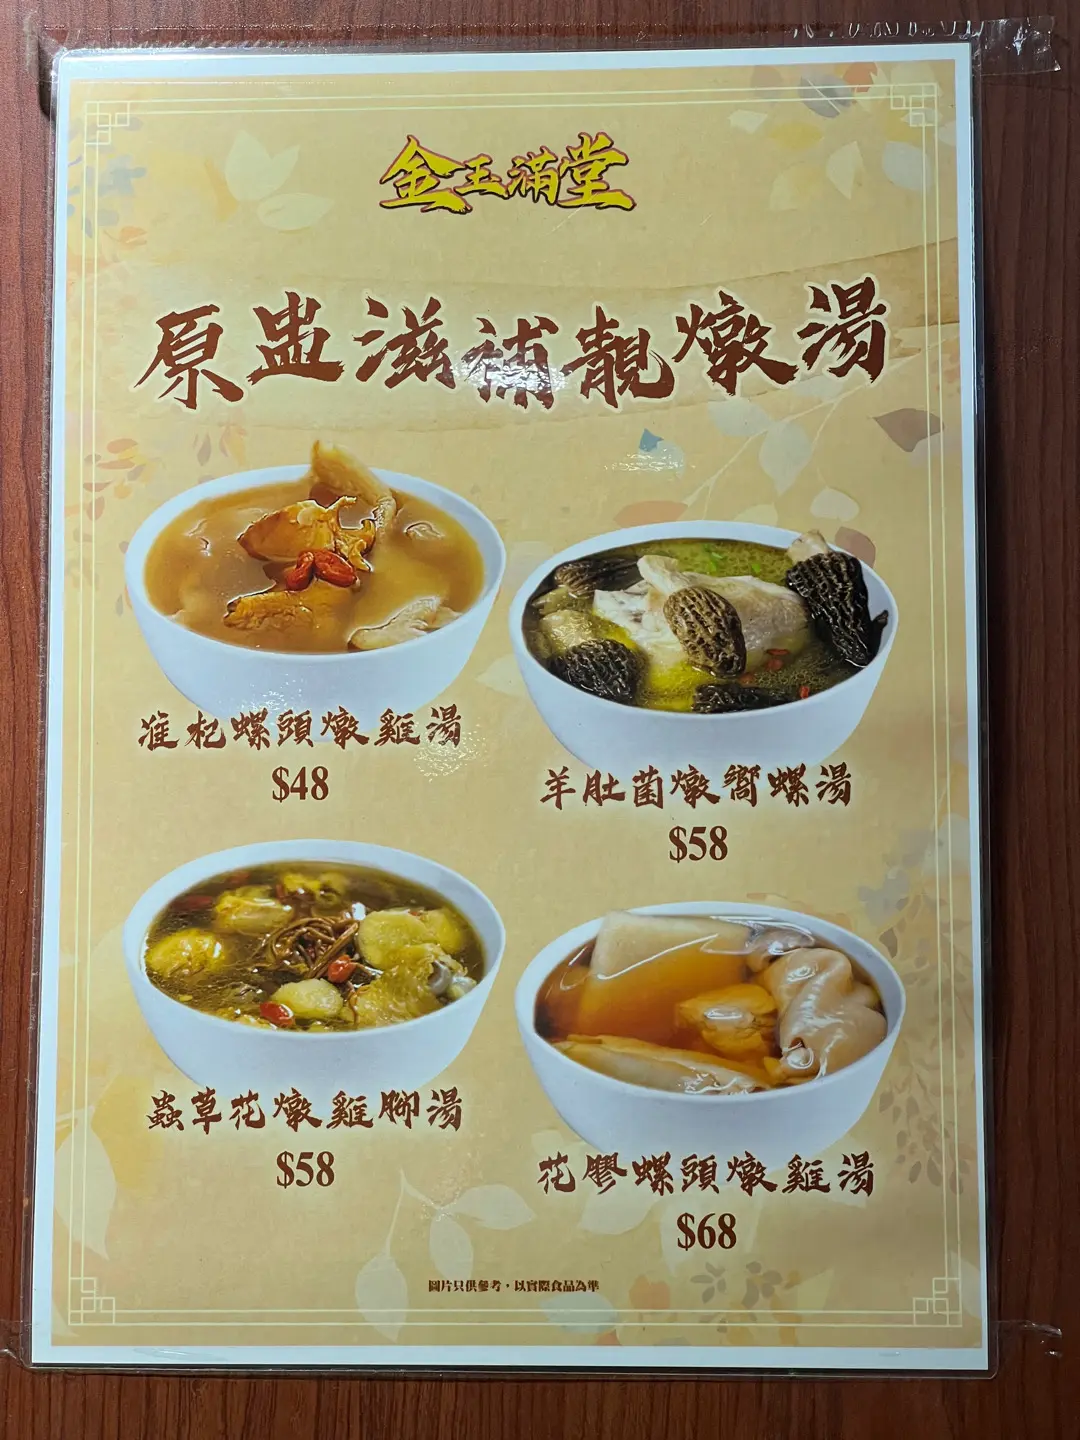 金玉滿堂
原盅滋補靚燉湯
淮杞螺頭燉雞湯
$48
羊肚菌燉響螺湯
$58
蟲草花燉雞腳湯
$58
花膠螺頭燉雞湯
$68
圖片只供參考，以實際食品為準